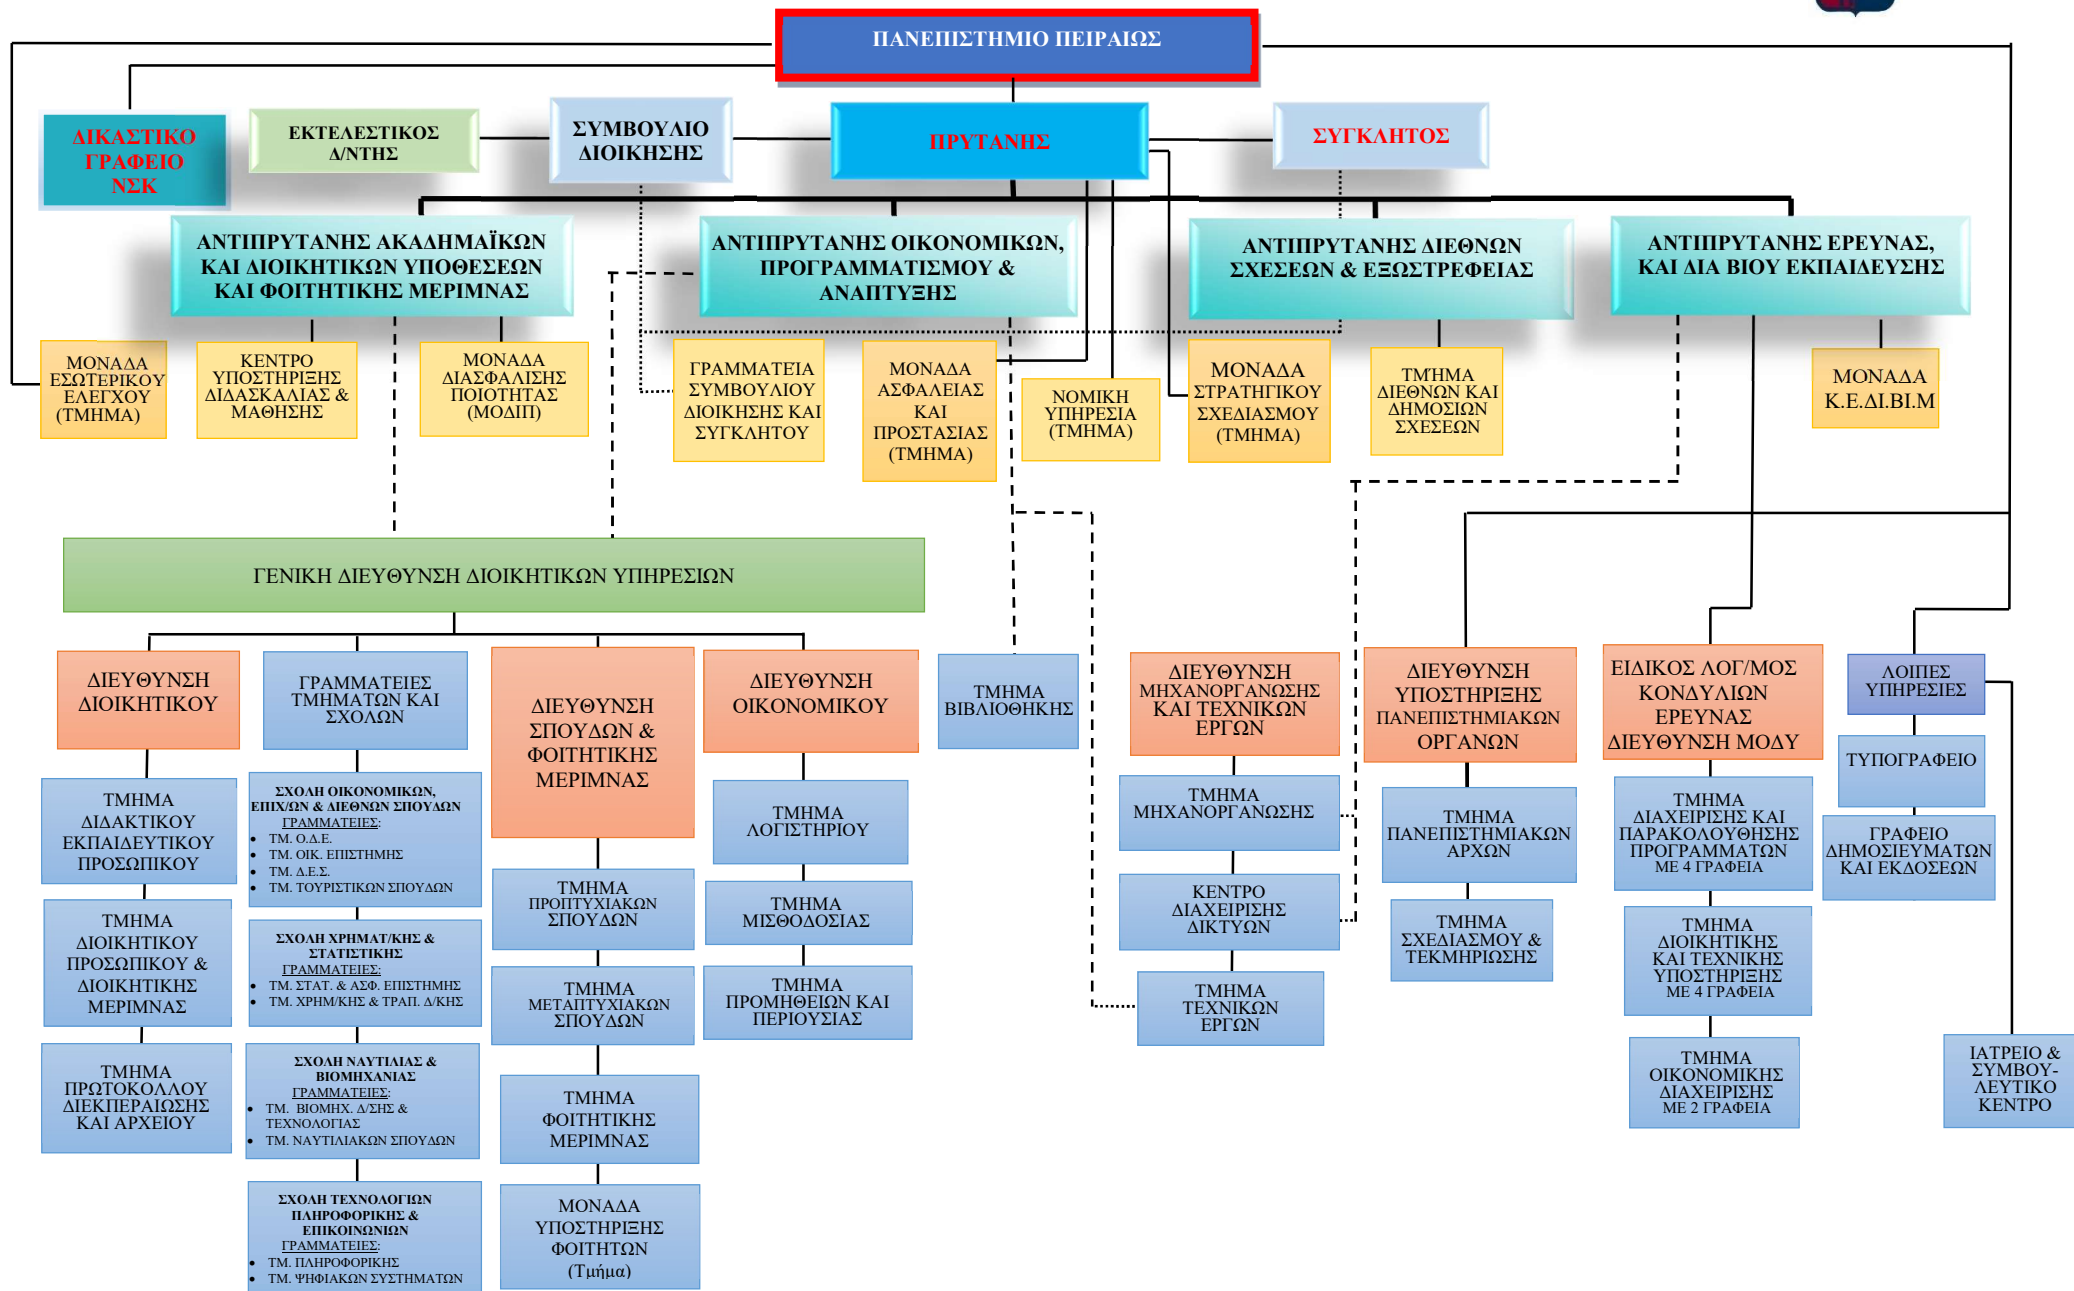 ΠΑΝΕΠΙΣΤΗΜΙΟ ΠΕΙΡΑΙΩΣ
ΔΙΚΑΣΤΙΚΟ
ΓΡΑΦΕΙΟ
ΝΣΚ
ΕΚΤΕΛΕΣΤΙΚΟΣ
Δ/ΝΤΗΣ
ΣΥΜΒΟΥΛΙΟ
ΔΙΟΙΚΗΣΗΣ
ΠΡΥΤΑΝΗΣ
ΣΥΓΚΛΗΤΟΣ
ΑΝΤΙΠΡΥΤΑΝΗΣ ΑΚΑΔΗΜΑΪΚΩΝ
ΚΑΙ ΔΙΟΙΚΗΤΙΚΩΝ ΥΠΟΘΕΣΕΩΝ
ΚΑΙ ΦΟΙΤΗΤΙΚΗΣ ΜΕΡΙΜΝΑΣ
ΑΝΤΙΠΡΥΤΑΝΗΣ ΟΙΚΟΝΟΜΙΚΩΝ,
ΠΡΟΓΡΑΜΜΑΤΙΣΜΟΥ &
ΑΝΑΠΤΥΞΗΣ
ΑΝΤΙΠΡΥΤΑΝΗΣ ΔΙΕΘΝΩΝ
ΣΧΕΣΕΩΝ & ΕΞΩΣΤΡΕΦΕΙΑΣ
ΑΝΤΙΠΡΥΤΑΝΗΣ ΕΡΕΥΝΑΣ,
ΚΑΙ ΔΙΑ ΒΙΟΥ ΕΚΠΑΙΔΕΥΣΗΣ
ΜΟΝΑΔΑ
ΕΣΩΤΕΡΙΚΟΥ
ΕΛΕΓΧΟΥ
(ΤΜΗΜΑ)
ΚΕΝΤΡΟ
ΥΠΟΣΤΗΡΙΞΗΣ
ΔΙΔΑΣΚΑΛΙΑΣ &
ΜΑΘΗΣΗΣ
ΜΟΝΑΔΑ
ΔΙΑΣΦΑΛΙΣΗΣ
ΠΟΙΟΤΗΤΑΣ
(ΜΟΔΙΠ)
ΓΡΑΜΜΑΤΕΊΑ
ΣΥΜΒΟΥΛΙΟΥ
ΔΙΟΙΚΗΣΗΣ ΚΑΙ
ΣΥΓΚΛΗΤΟΥ
ΜΟΝΑΔΑ
ΑΣΦΑΛΕΙΑΣ
ΚΑΙ
ΠΡΟΣΤΑΣΙΑΣ
(ΤΜΗΜΑ)
ΝΟΜΙΚΗ
ΥΠΗΡΕΣΙΑ
(ΤΜΗΜΑ)
ΜΟΝΑΔΑ
ΣΤΡΑΤΗΓΙΚΟΥ
ΣΧΕΔΙΑΣΜΟΥ
(ΤΜΗΜΑ)
ΤΜΉΜΑ
ΔΙΕΘΝΩΝ ΚΑΙ
ΔΗΜΟΣΙΩΝ
ΣΧΕΣΕΩΝ
ΜΟΝΑΔΑ
Κ.Ε.ΔΙ.ΒΙ.Μ
ΓΕΝΙΚΗ ΔΙΕΥΘΥΝΣΗ ΔΙΟΙΚΗΤΙΚΩΝ ΥΠΗΡΕΣΙΩΝ
ΔΙΕΥΘΥΝΣΗ
ΔΙΟΙΚΗΤΙΚΟΥ
ΤΜΗΜΑ
ΔΙΔΑΚΤΙΚΟΥ
ΕΚΠΑΙΔΕΥΤΙΚΟΥ
ΠΡΟΣΩΠΙΚΟΥ
ΤΜΗΜΑ
ΔΙΟΙΚΗΤΙΚΟΥ
ΠΡΟΣΩΠΙΚΟΥ &
ΔΙΟΙΚΗΤΙΚΗΣ
ΜΕΡΙΜΝΑΣ
ΤΜΗΜΑ
ΠΡΩΤΟΚΟΛΛΟΥ
ΔΙΕΚΠΕΡΑΙΩΣΗΣ
ΚΑΙ ΑΡΧΕΙΟΥ
ΓΡΑΜΜΑΤΕΙΕΣ
ΤΜΗΜΑΤΩΝ ΚΑΙ
ΣΧΟΛΩΝ
ΣΧΟΛΗ ΟΙΚΟΝΟΜΙΚΩΝ,
ΕΠΙΧ/ΩΝ & ΔΙΕΘΝΩΝ ΣΠΟΥΔΩΝ
ΓΡΑΜΜΑΤΕΙΕΣ:
• ΤΜ. Ο.Δ.Ε.
• ΤΜ. ΟΙΚ. ΕΠΙΣΤΗΜΗΣ
• ΤΜ. Δ.Ε.Σ.
• ΤΜ. ΤΟΥΡΙΣΤΙΚΩΝ ΣΠΟΥΔΩΝ
ΣΧΟΛΗ ΧΡΗΜΑΤ/ΚΗΣ &
ΣΤΑΤΙΣΤΙΚΗΣ
ΓΡΑΜΜΑΤΕΙΕΣ:
• ΤΜ. ΣΤΑΤ. & ΑΣΦ. ΕΠΙΣΤΗΜΗΣ
• ΤΜ. ΧΡΗΜ/ΚΗΣ & ΤΡΑΠ. Δ/ΚΗΣ
ΣΧΟΛΗ ΝΑΥΤΙΛΙΑΣ &
ΒΙΟΜΗΧΑΝΙΑΣ
ΓΡΑΜΜΑΤΕΙΕΣ:
• ΤΜ. ΒΙΟΜΗΧ. Δ/ΣΗΣ &
ΤΕΧΝΟΛΟΓΙΑΣ
• ΤΜ. ΝΑΥΤΙΛΙΑΚΩΝ ΣΠΟΥΔΩΝ
ΣΧΟΛΗ ΤΕΧΝΟΛΟΓΙΩΝ
ΠΛΗΡΟΦΟΡΙΚΗΣ &
ΕΠΙΚΟΙΝΩΝΙΩΝ
ΓΡΑΜΜΑΤΕΙΕΣ:
• ΤΜ. ΠΛΗΡΟΦΟΡΙΚΗΣ
• ΤΜ. ΨΗΦΙΑΚΩΝ ΣΥΣΤΗΜΑΤΩΝ
ΔΙΕΥΘΥΝΣΗ
ΣΠΟΥΔΩΝ &
ΦΟΙΤΗΤΙΚΗΣ
ΜΕΡΙΜΝΑΣ
ΤΜΗΜΑ
ΠΡΟΠΤΥΧΙΑΚΩΝ
ΣΠΟΥΔΩΝ
ΤΜΗΜΑ
ΜΕΤΑΠΤΥΧΙΑΚΩΝ
ΣΠΟΥΔΩΝ
ΤΜΗΜΑ
ΦΟΙΤΗΤΙΚΗΣ
ΜΕΡΙΜΝΑΣ
ΜΟΝΑΔΑ
ΥΠΟΣΤΗΡΙΞΗΣ
ΦΟΙΤΗΤΩΝ
(Τμήμα)
ΔΙΕΥΘΥΝΣΗ
ΟΙΚΟΝΟΜΙΚΟΥ
ΤΜΗΜΑ
ΛΟΓΙΣΤΗΡΙΟΥ
ΤΜΗΜΑ
ΜΙΣΘΟΔΟΣΙΑΣ
ΤΜΗΜΑ
ΠΡΟΜΗΘΕΙΩΝ ΚΑΙ
ΠΕΡΙΟΥΣΙΑΣ
ΤΜΗΜΑ
ΒΙΒΛΙΟΘΗΚΗΣ
ΔΙΕΥΘΥΝΣΗ
ΜΗΧΑΝΟΡΓΑΝΩΣΗΣ
ΚΑΙ ΤΕΧΝΙΚΩΝ
ΕΡΓΩΝ
ΤΜΗΜΑ
ΜΗΧΑΝΟΡΓΑΝΩΣΗΣ
ΚΕΝΤΡΟ
ΔΙΑΧΕΙΡΙΣΗΣ
ΔΙΚΤΥΩΝ
ΤΜΗΜΑ
ΤΕΧΝΙΚΩΝ
ΕΡΓΩΝ
ΔΙΕΥΘΥΝΣΗ
ΥΠΟΣΤΗΡΙΞΗΣ
ΠΑΝΕΠΙΣΤΗΜΙΑΚΩΝ
ΟΡΓΑΝΩΝ
ΤΜΗΜΑ
ΠΑΝΕΠΙΣΤΗΜΙΑΚΩΝ
ΑΡΧΩΝ
ΤΜΗΜΑ
ΣΧΕΔΙΑΣΜΟΥ &
ΤΕΚΜΗΡΙΩΣΗΣ
ΕΙΔΙΚΟΣ ΛΟΓ/ΜΟΣ
ΚΟΝΔΥΛΙΩΝ
ΕΡΕΥΝΑΣ
ΔΙΕΥΘΥΝΣΗ ΜΟΔΥ
ΤΜΗΜΑ
ΔΙΑΧΕΙΡΙΣΗΣ ΚΑΙ
ΠΑΡΑΚΟΛΟΥΘΗΣΗΣ
ΠΡΟΓΡΑΜΜΑΤΩΝ
ΜΕ 4 ΓΡΑΦΕΙΑ
ΤΜΗΜΑ
ΔΙΟΙΚΗΤΙΚΗΣ
ΚΑΙ ΤΕΧΝΙΚΗΣ
ΥΠΟΣΤΗΡΙΞΗΣ
ΜΕ 4 ΓΡΑΦΕΙΑ
ΤΜΗΜΑ
ΟΙΚΟΝΟΜΙΚΗΣ
ΔΙΑΧΕΙΡΙΣΗΣ
ΜΕ 2 ΓΡΑΦΕΙΑ
ΛΟΙΠΕΣ
ΥΠΗΡΕΣΙΕΣ
ΤΥΠΟΓΡΑΦΕΙΟ
ΓΡΑΦΕΙΟ
ΔΗΜΟΣΙΕΥΜΑΤΩΝ
ΚΑΙ ΕΚΔΟΣΕΩΝ
ΙΑΤΡΕΙΟ &
ΣΥΜΒΟΥ-
ΛΕΥΤΙΚΟ
ΚΕΝΤΡΟ